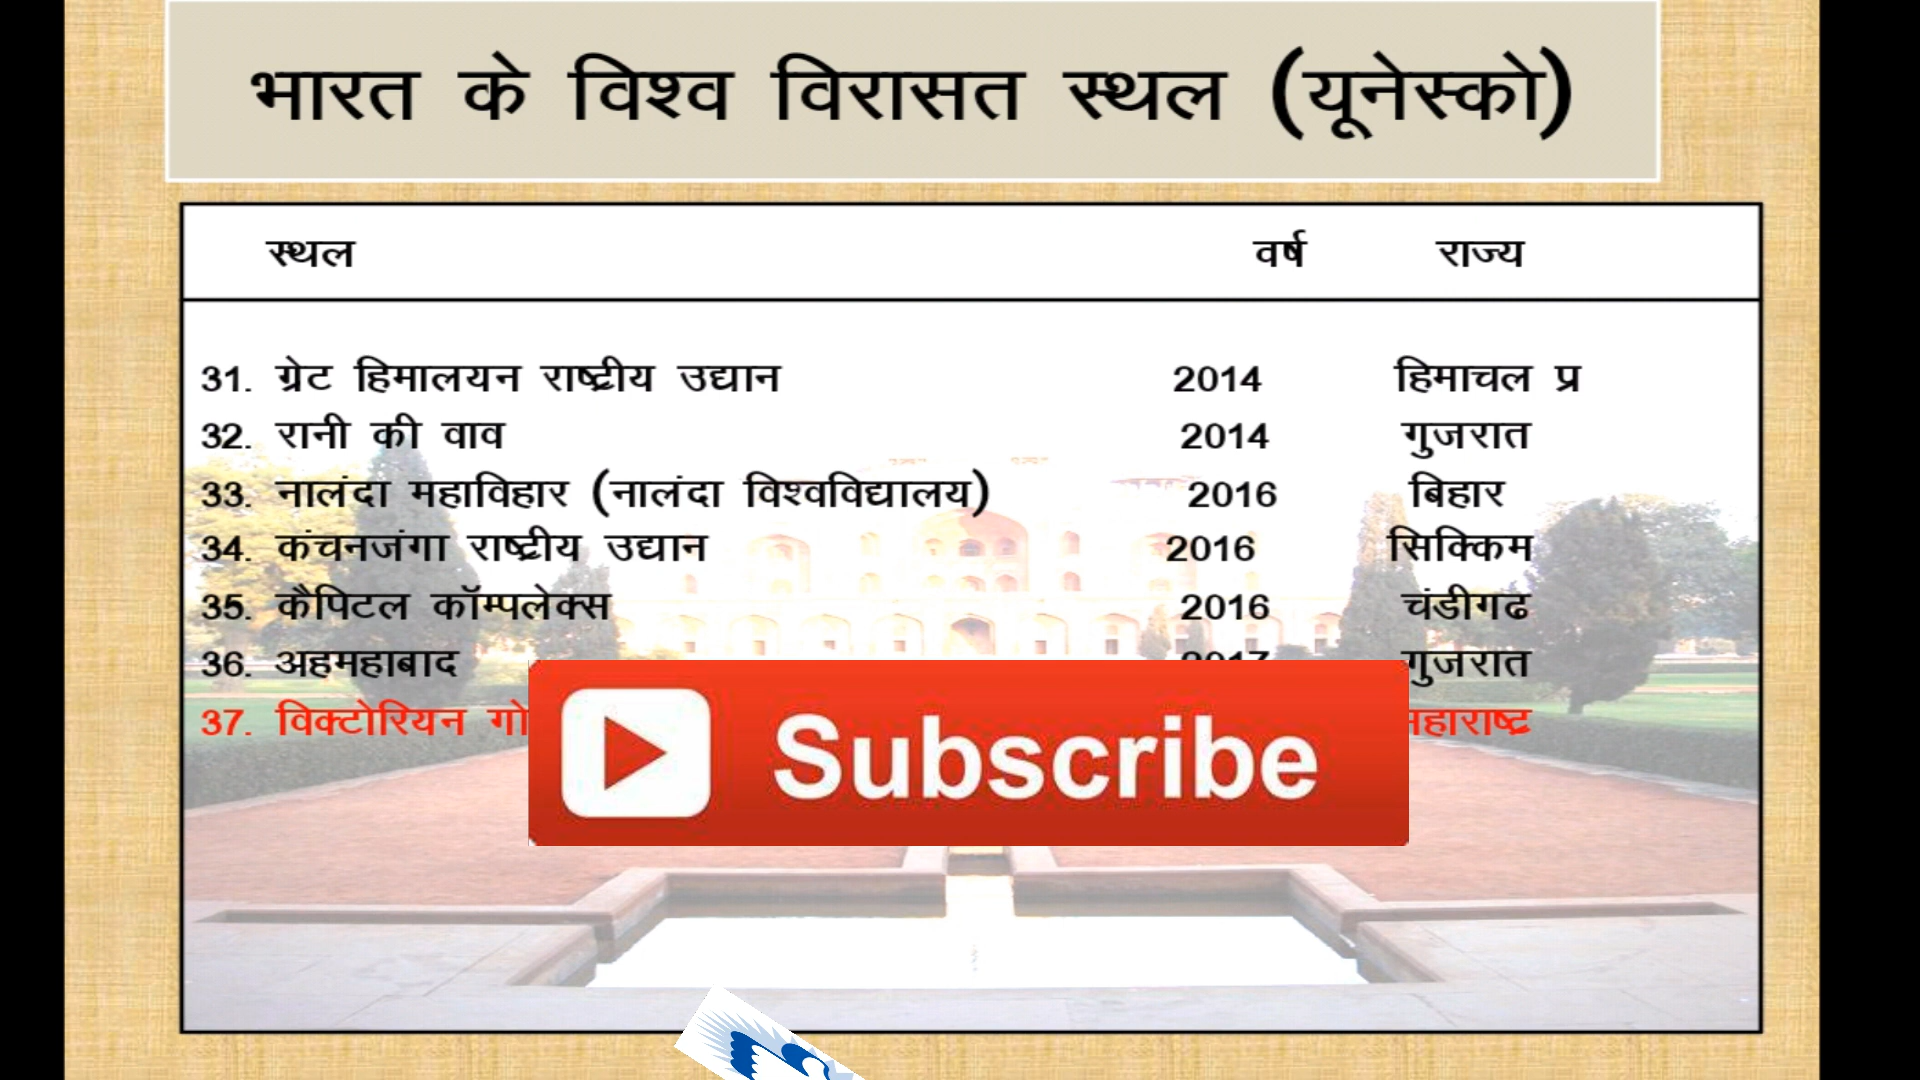 भारत के विश्व विरासत स्थल (यूनेस्को)
स्थल वर्ष राज्य
31. ग्रेट हिमालयन राष्ट्रीय उद्यान 2014 हिमाचल प्र
32. रानी की वाव 2014 गुजरात
33. नालंदा महाविहार (नालंदा विश्वविद्यालय) 2016 बिहार
34. कंचनजंगा राष्ट्रीय उद्यान 2016 सिक्किम
35. कैपिटल कॉम्पलेक्स 2016 चंडीगढ
36. अहमहाबाद 2017 गुजरात
37. विक्टोरियन
Subscribe